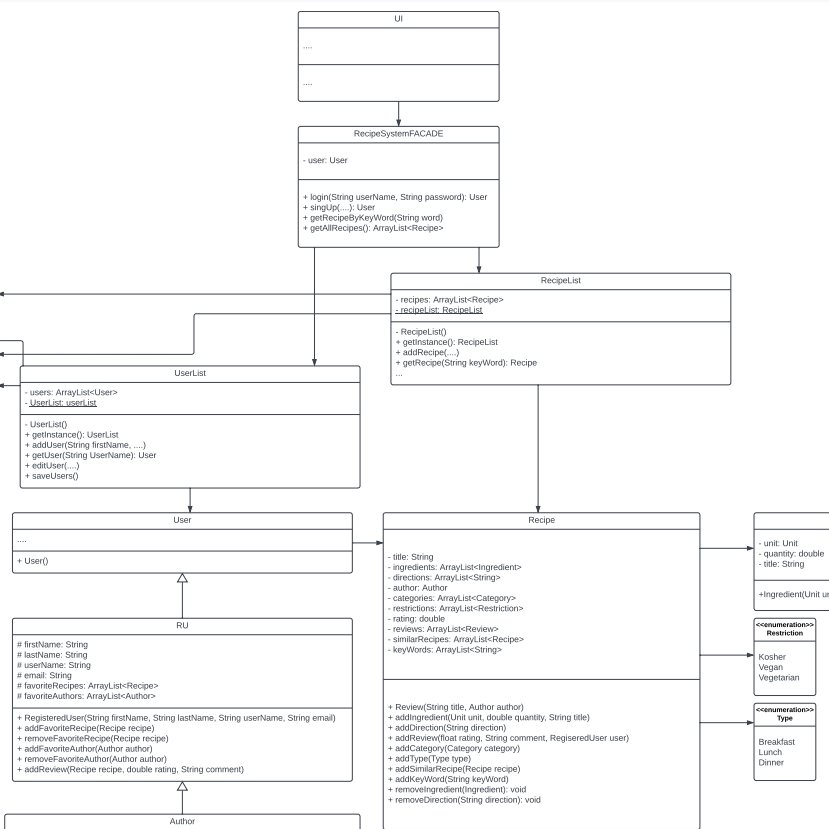 UI
....
....
RecipeSystemFACADE
- user: User
+ login(String userName, String password): User
+ singUp(....): User
+ getRecipeByKeyWord(String word)
+ getAllRecipes(): ArrayList<Recipe>
RecipeList
- recipes: ArrayList<Recipe>
- recipeList: RecipeList
- RecipeList()
+ getInstance(): RecipeList
+ addRecipe(....)
+ getRecipe(String keyWord): Recipe
...
UserList
- users: ArrayList<User>
- UserList: userList
- UserList()
+ getInstance(): UserList
+ addUser(String firstName, ....)
+ getUser(String UserName): User
+ editUser(....)
+ saveUsers()
User
....
+ User()
Recipe
- title: String
- ingredients: ArrayList<Ingredient>
- directions: ArrayList<String>
- author: Author
- categories: ArrayList<Category>
- restrictions: ArrayList<Restriction>
- rating: double
- reviews: ArrayList<Review>
- similarRecipes: ArrayList<Recipe>
- keyWords: ArrayList<String>
+ Review(String title, Author author)
+ addIngredient(Unit unit, double quantity, String title)
+ addDirection(String direction)
+ addReview(float rating, String comment, RegiseredUser user)
+ addCategory(Category category)
+ addType(Type type)
+ addSimilarRecipe(Recipe recipe)
+ addKeyWord(String keyWord)
+ removeIngredient(Ingredient): void
+ removeDirection(String direction): void
- unit: Unit
- quantity: double
- title: String
+Ingredient(Unit ur
<<enumeration>>
Restriction
Kosher
Vegan
Vegetarian
<<enumeration>>
Type
Breakfast
Lunch
Dinner
RU
# firstName: String
# lastName: String
# userName: String
# email: String
# favoriteRecipes: ArrayList<Recipe>
# favoriteAuthors: ArrayList<Author>
+ RegisteredUser(String firstName, String lastName, String userName, String email)
+ addFavoriteRecipe(Recipe recipe)
+ removeFavoriteRecipe(Recipe recipe)
+ addFavoriteAuthor(Author author)
+ removeFavoriteAuthor(Author author)
+ addReview(Recipe recipe, double rating, String comment)
Author